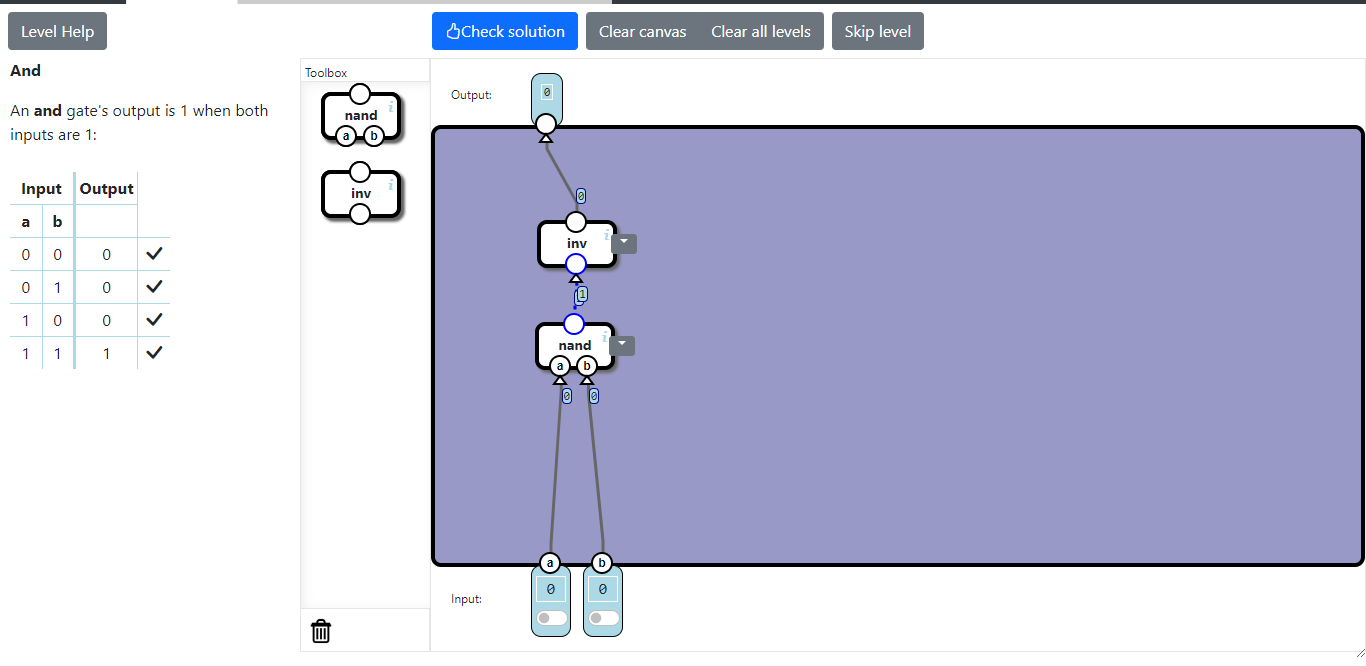 Level Help
Check solution
Clear canvas
Clear all levels
Skip level
And
An and gate's output is 1 when both
inputs are 1:
Input Output
a b
0 0 0
0 1 0
1 0 0
1 1 1
Toolbox
nand
i
a b
inv
i
Output:
0
0
inv
i
1
nand
i
a b
0 0
a b
Input:
0 0